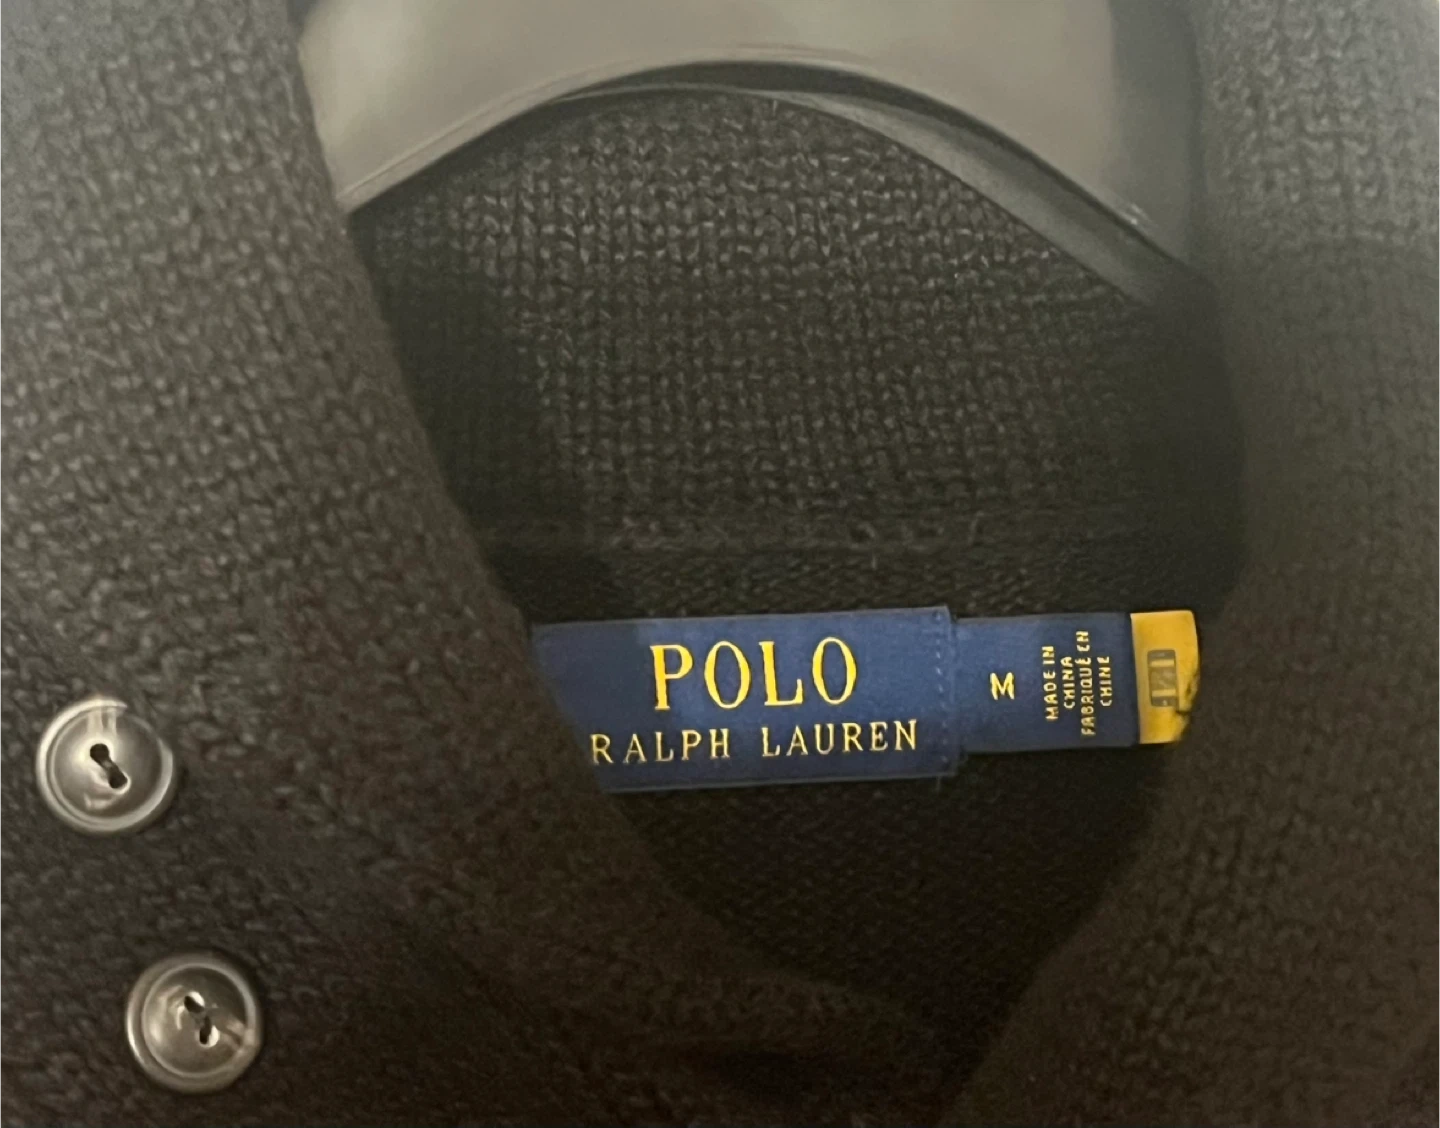 POLO
RALPH LAUREN
M
MADE IN
CHINA
FABRIQUÉ EN
CHINE